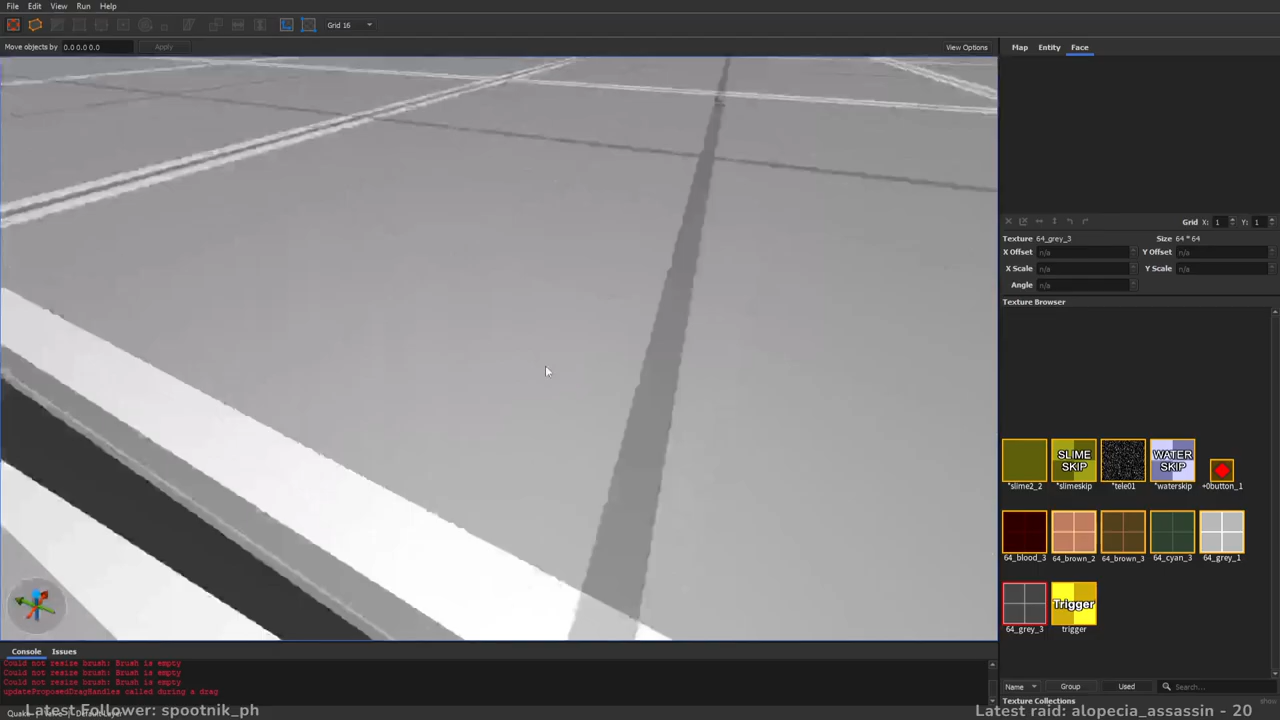 File Edit View Run Help
Grid 16
Move objects by 0.0 0.0 0.0 Apply View Options
Map Entity Face
Grid X: 1 Y: 1
Texture 64_grey_3 Size 64 * 64
X Offset n/a Y Offset n/a
X Scale n/a Y Scale n/a
Angle n/a
Texture Browser
SLIME SKIP
WATER SKIP
*slime2_2 *slimeskip *tele01 *waterskip +0button_1
64_blood_3 64_brown_2 64_brown_3 64_cyan_3 64_grey_1
Trigger
64_grey_3 trigger
Console Issues
Could not resize brush: Brush is empty
Could not resize brush: Brush is empty
Could not resize brush: Brush is empty
updateProposedDragHandles called during a drag
Name Group Used Search...
Texture Collections show
Latest Follower: spootnik_ph
Latest raid: alopecia_assassin - 20